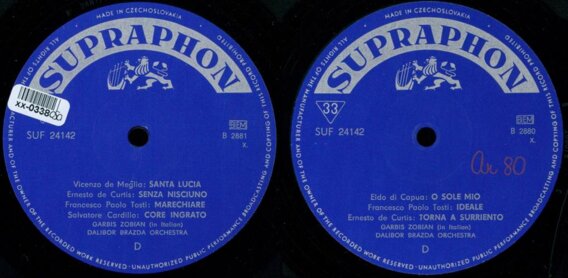 MADE IN CZECHOSLOVAKIA
ALL RIGHTS OF THE MANUFACTURER AND OF THE OWNER OF THE RECORDED WORK RESERVED · UNAUTHORIZED PUBLIC PERFORMANCE BROADCASTING AND COPYING OF THIS RECORD PROHIBITED
SUPRAPHON
SUF 24142
B 2881
x.
Vicenzo de Meglia: SANTA LUCIA
Ernesto de Curtis: SENZA NISCIUNO
Francesco Paolo Tosti: MARECHIARE
Salvatore Cardillo: CORE INGRATO
GARBIS ZOBIAN (in Italian)
DALIBOR BRAZDA ORCHESTRA
D
MADE IN CZECHOSLOVAKIA
ALL RIGHTS OF THE MANUFACTURER AND OF THE OWNER OF THE RECORDED WORK RESERVED · UNAUTHORIZED PUBLIC PERFORMANCE BROADCASTING AND COPYING OF THIS RECORD PROHIBITED
SUPRAPHON
33
SUF 24142
B 2880
x.
80
Eldo di Capua: O SOLE MIO
Francesco Paolo Tosti: IDEALE
Ernesto de Curtis: TORNA A SURRIENTO
GARBIS ZOBIAN (in Italian)
DALIBOR BRAZDA ORCHESTRA
D